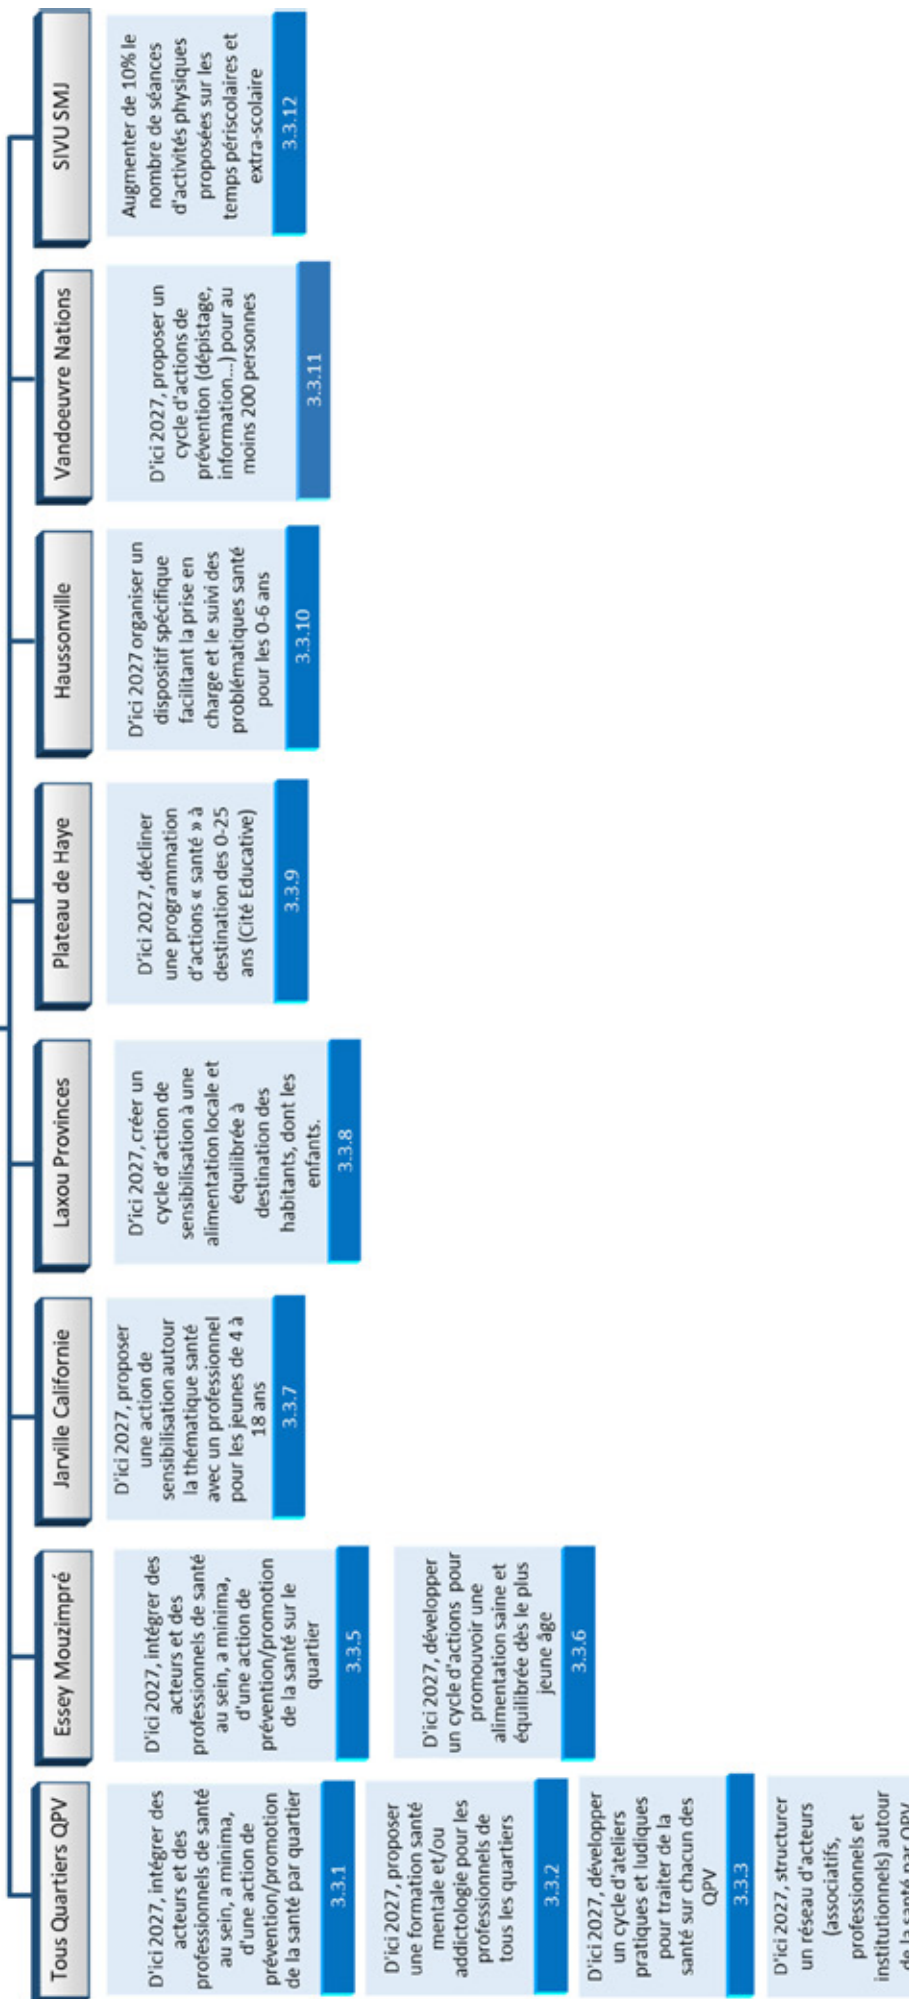 Tous Quartiers QPV
D'ici 2027, intégrer des
acteurs et des
professionnels de santé
au sein, a minima,
d'une action de
prévention/promotion
de la santé par quartier
3.3.1
D'ici 2027, proposer
une formation santé
mentale et/ou
addictologie pour les
professionnels de
tous les quartiers
3.3.2
D'ici 2027, développer
un cycle d'ateliers
pratiques et ludiques
pour traiter de la
santé sur chacun des
QPV
3.3.3
D'ici 2027, structurer
un réseau d'acteurs
(associatifs,
professionnels et
institutionnels) autour
de la santé par QPV
Essey Mouzimpré
D'ici 2027, intégrer des
acteurs et des
professionnels de santé
au sein, a minima,
d'une action de
prévention/promotion
de la santé sur le
quartier
3.3.5
D'ici 2027, développer
un cycle d'actions pour
promouvoir une
alimentation saine et
équilibrée dès le plus
jeune âge
3.3.6
Jarville Californie
D'ici 2027, proposer
une action de
sensibilisation autour
la thématique santé
avec un professionnel
pour les jeunes de 4 à
18 ans
3.3.7
Laxou Provinces
D'ici 2027, créer un
cycle d'action de
sensibilisation à une
alimentation locale et
équilibrée à
destination des
habitants, dont les
enfants.
3.3.8
Plateau de Haye
D'ici 2027, décliner
une programmation
d'actions « santé » à
destination des 0-25
ans (Cité Educative)
3.3.9
Haussonville
D'ici 2027 organiser un
dispositif spécifique
facilitant la prise en
charge et le suivi des
problématiques santé
pour les 0-6 ans
3.3.10
Vandoeuvre Nations
D'ici 2027, proposer un
cycle d'actions de
prévention (dépistage,
information...) pour au
moins 200 personnes
3.3.11
SIVU SMJ
Augmenter de 10% le
nombre de séances
d'activités physiques
proposées sur les
temps périscolaires et
extra-scolaire
3.3.12